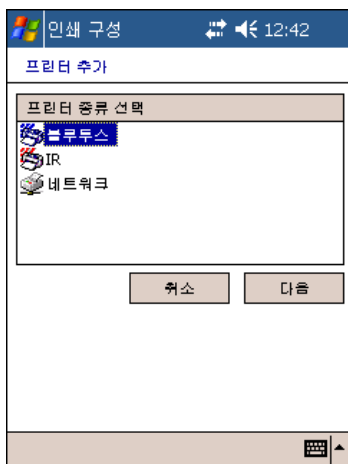 인쇄 구성 12:42
프린터 추가
프린터 종류 선택
블루투스
IR
네트워크
취소 다음